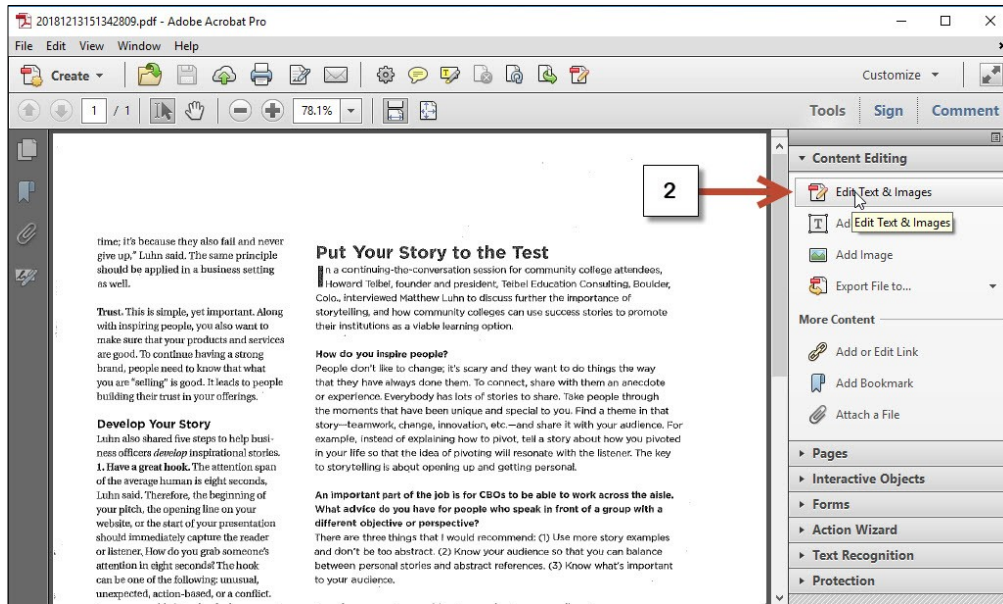 20181213151342809.pdf - Adobe Acrobat Pro
File Edit View Window Help
Create
Customize
1 / 1
78.1%
Tools Sign Comment
time; it's because they also fail and never
give up," Luhn said. The same principle
should be applied in a business setting
as well.
Trust. This is simple, yet important. Along
with inspiring people, you also want to
make sure that your products and services
are good. To continue having a strong
brand, people need to know that what
you are "selling" is good. It leads to people
building their trust in your offerings.
Develop Your Story
Luhn also shared five steps to help busi-
ness officers develop inspirational stories.
1. Have a great hook. The attention span
of the average human is eight seconds,
Luhn said. Therefore, the beginning of
your pitch, the opening line on your
website, or the start of your presentation
should immediately capture the reader
or listener. How do you grab someone's
attention in eight seconds? The hook
can be one of the following: unusual,
unexpected, action-based, or a conflict.
Put Your Story to the Test
In a continuing-the-conversation session for community college attendees,
Howard Teibel, founder and president, Teibel Education Consulting, Boulder,
Colo., interviewed Matthew Luhn to discuss further the importance of
storytelling, and how community colleges can use success stories to promote
their institutions as a viable learning option.
How do you inspire people?
People don't like to change; it's scary and they want to do things the way
that they have always done them. To connect, share with them an anecdote
or experience. Everybody has lots of stories to share. Take people through
the moments that have been unique and special to you. Find a theme in that
story—teamwork, change, innovation, etc.—and share it with your audience. For
example, instead of explaining how to pivot, tell a story about how you pivoted
in your life so that the idea of pivoting will resonate with the listener. The key
to storytelling is about opening up and getting personal.
An important part of the job is for CBOs to be able to work across the aisle.
What advice do you have for people who speak in front of a group with a
different objective or perspective?
There are three things that I would recommend: (1) Use more story examples
and don't be too abstract. (2) Know your audience so that you can balance
between personal stories and abstract references. (3) Know what's important
to your audience.
2
Content Editing
Edit Text & Images
Ad
Edit Text & Images
Add Image
Export File to...
More Content
Add or Edit Link
Add Bookmark
Attach a File
Pages
Interactive Objects
Forms
Action Wizard
Text Recognition
Protection